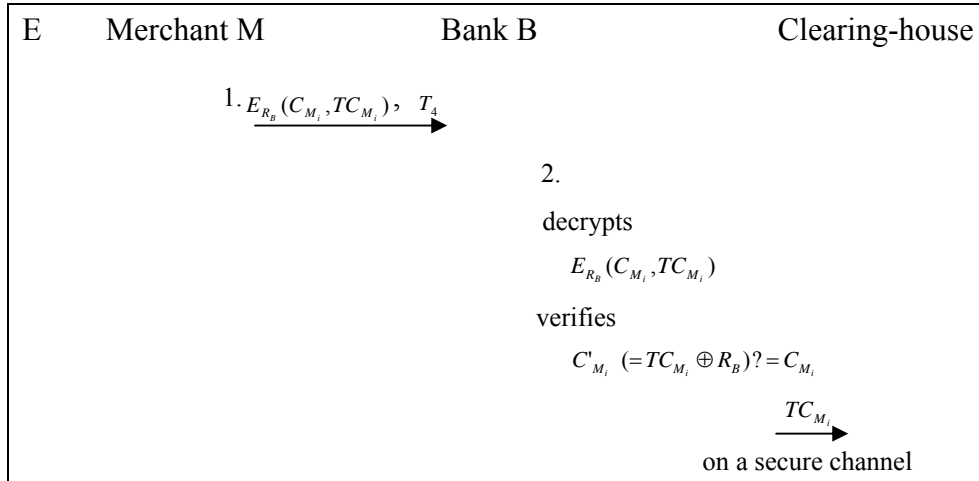 E Merchant M Bank B Clearing-house
1. E_{R_B}(C_{M_i},TC_{M_i}), T_4
2.
decrypts
E_{R_B}(C_{M_i},TC_{M_i})
verifies
C'_{M_i} (=TC_{M_i}⊕R_B)?=C_{M_i}
TC_{M_i}
on a secure channel